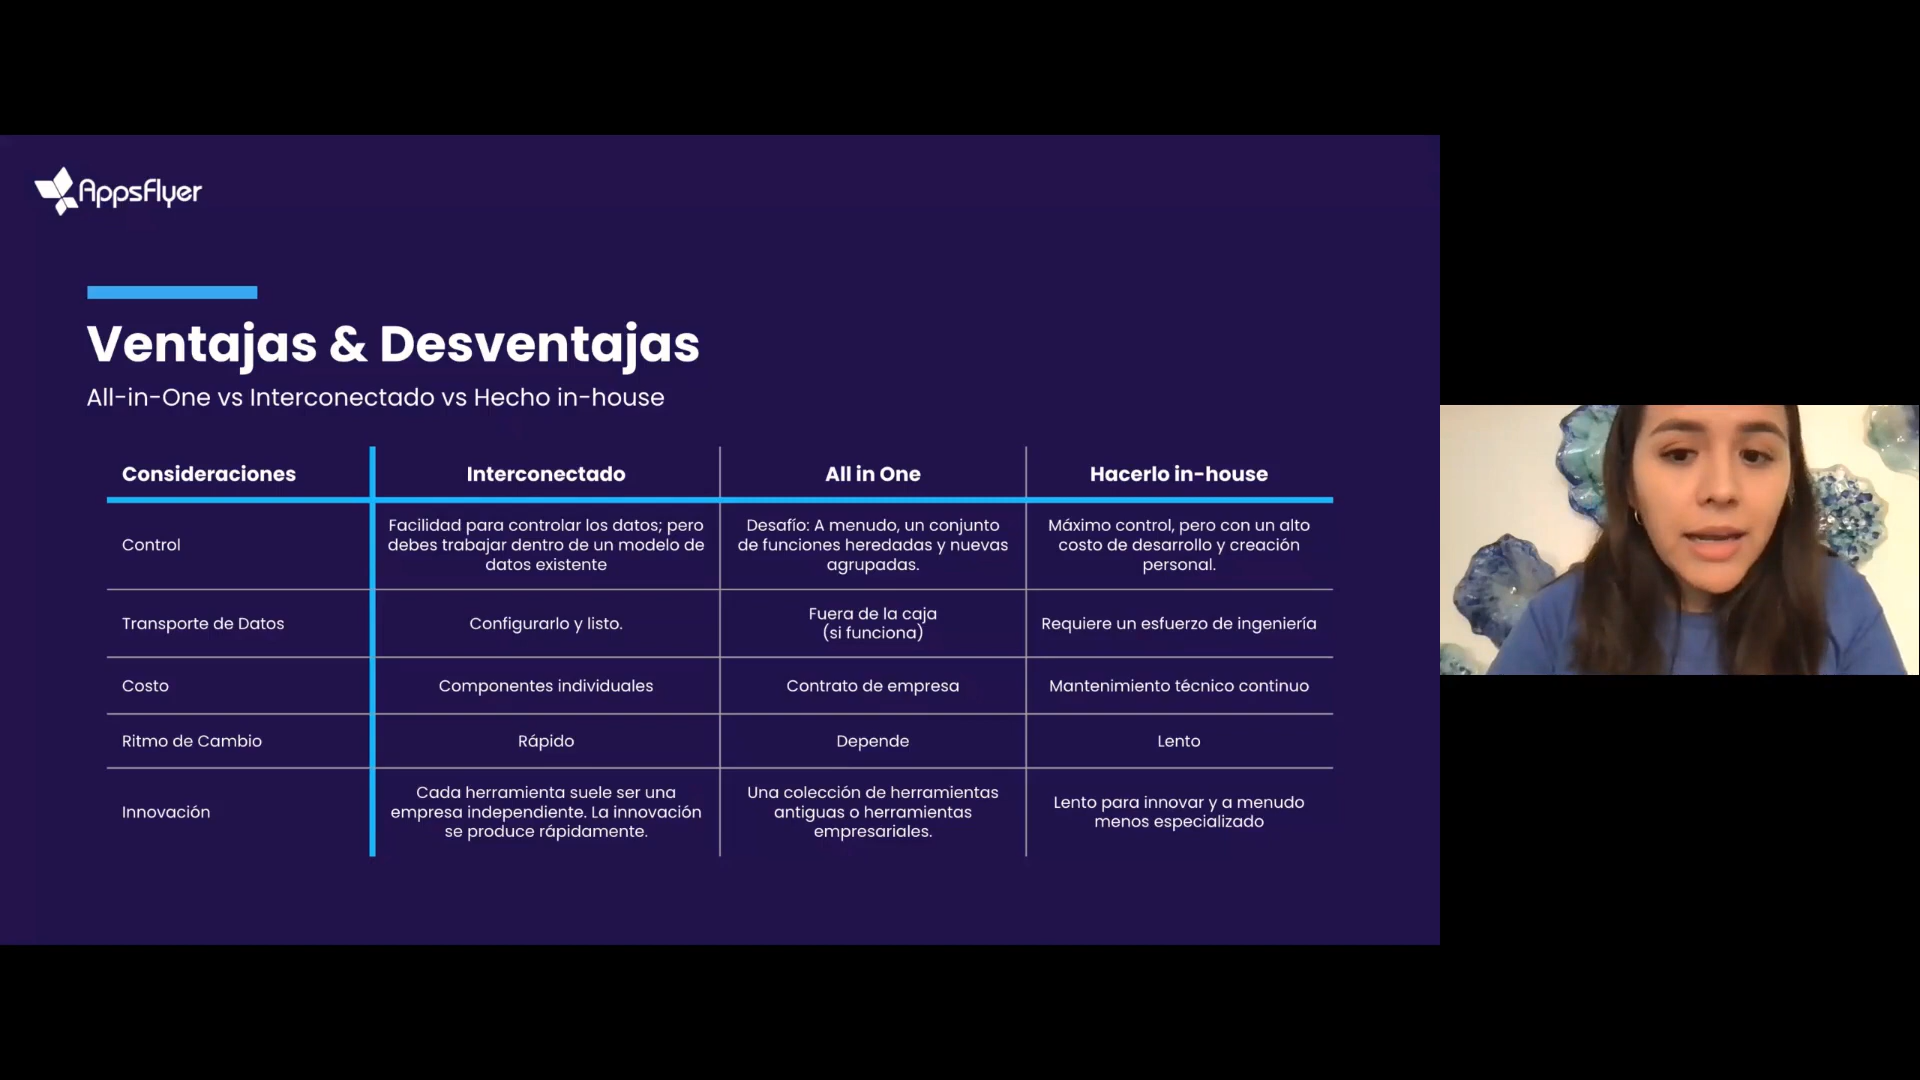 AppsFlyer
Ventajas & Desventajas
All-in-One vs Interconectado vs Hecho in-house
Consideraciones
Interconectado
All in One
Hacerlo in-house
Control
Facilidad para controlar los datos; pero
debes trabajar dentro de un modelo de
datos existente
Desafío: A menudo, un conjunto
de funciones heredadas y nuevas
agrupadas.
Máximo control, pero con un alto
costo de desarrollo y creación
personal.
Transporte de Datos
Configurarlo y listo.
Fuera de la caja
(si funciona)
Requiere un esfuerzo de ingeniería
Costo
Componentes individuales
Contrato de empresa
Mantenimiento técnico continuo
Ritmo de Cambio
Rápido
Depende
Lento
Innovación
Cada herramienta suele ser una
empresa independiente. La innovación
se produce rápidamente.
Una colección de herramientas
antiguas o herramientas
empresariales.
Lento para innovar y a menudo
menos especializado